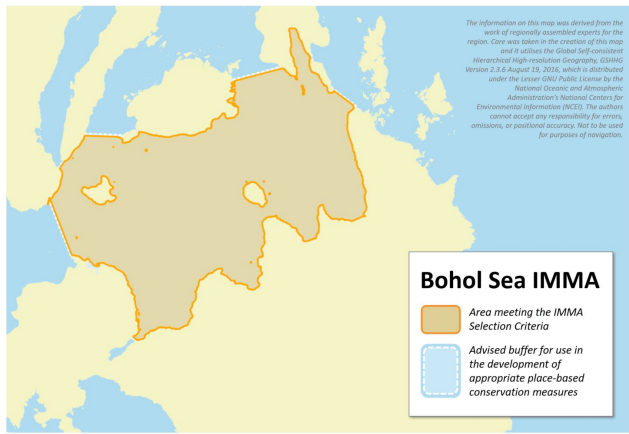 The information on this map was derived from the
work of regionally assembled experts for the
region. Care was taken in the creation of this map
and it utilises the Global Self-consistent
Hierarchical High-resolution Geography, GSHHG
Version 2.3.6 August 19, 2016, which is distributed
under the Lesser GNU Public License by the
National Oceanic and Atmospheric
Administration's National Centers for
Environmental Information (NCEI). The authors
cannot accept any responsibility for errors,
omissions, or positional accuracy. Not to be used
for purposes of navigation.
Bohol Sea IMMA
Area meeting the IMMA
Selection Criteria
Advised buffer for use in
the development of
appropriate place-based
conservation measures